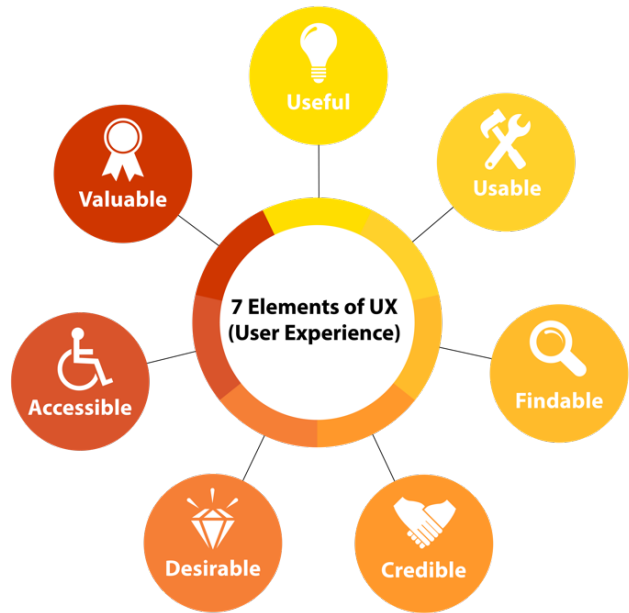 Useful
Usable
Findable
Credible
Desirable
Accessible
Valuable
7 Elements of UX
(User Experience)